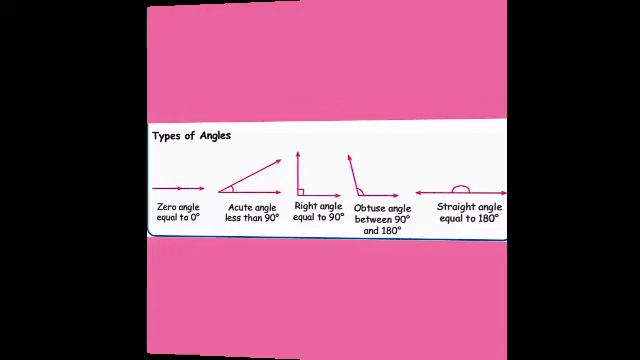 Types of Angles
Zero angle
equal to 0°
Acute angle
less than 90°
Right angle
equal to 90°
Obtuse angle
between 90°
and 180°
Straight angle
equal to 180°